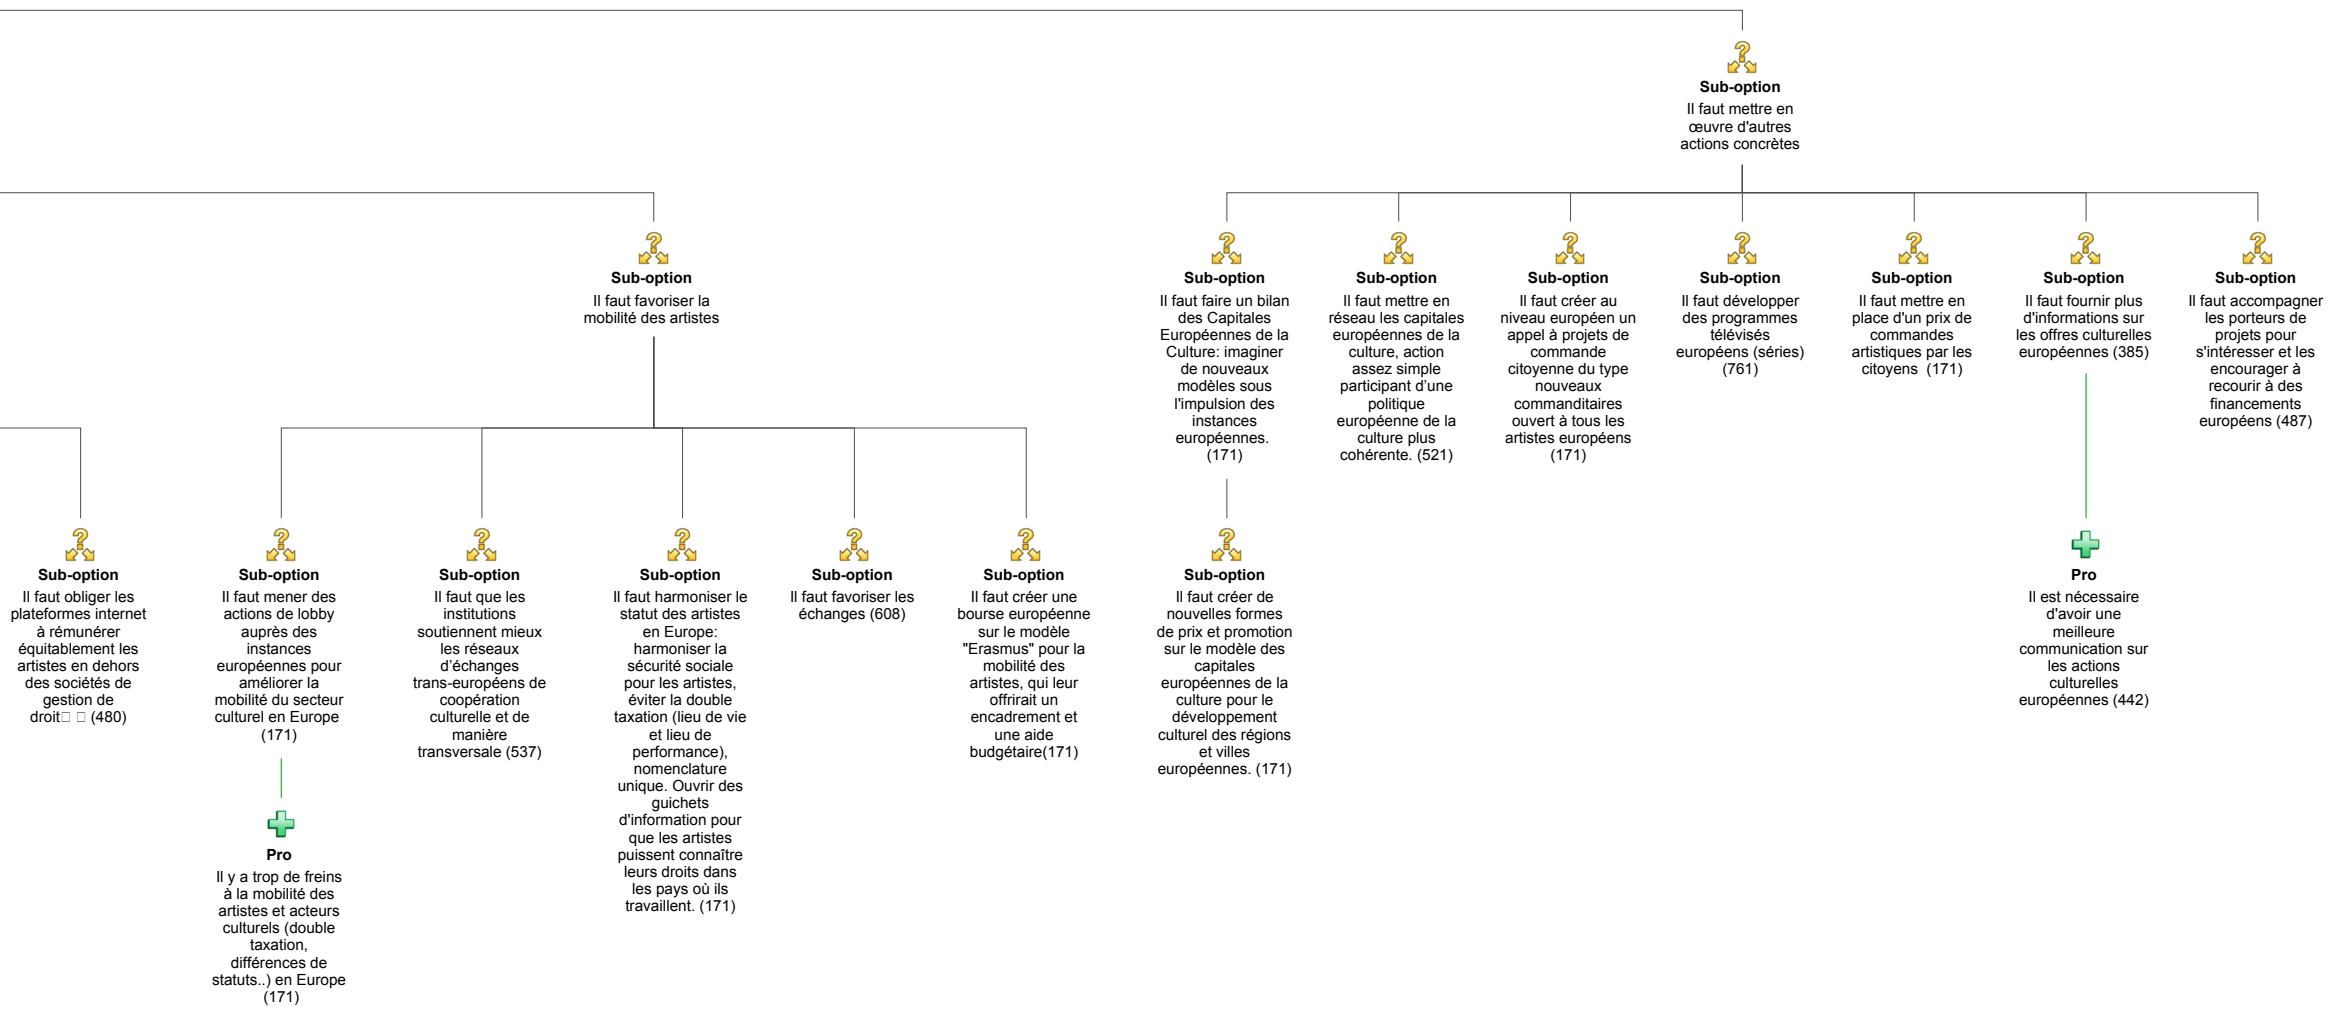 Sub-option
Il faut mettre en
œuvre d'autres
actions concrètes
Sub-option
Il faut favoriser la
mobilité des artistes
Sub-option
Il faut faire un bilan
des Capitales
Européennes de la
Culture: imaginer
de nouveaux
modèles sous
l'impulsion des
instances
européennes.
(171)
Sub-option
Il faut mettre en
réseau les capitales
européennes de la
culture, action
assez simple
participant d’une
politique
européenne de la
culture plus
cohérente. (521)
Sub-option
Il faut créer au
niveau européen un
appel à projets de
commande
citoyenne du type
nouveaux
commanditaires
ouvert à tous les
artistes européens
(171)
Sub-option
Il faut développer
des programmes
télévisés
européens (séries)
(761)
Sub-option
Il faut mettre en
place d'un prix de
commandes
artistiques par les
citoyens (171)
Sub-option
Il faut fournir plus
d'informations sur
les offres culturelles
européennes (385)
Sub-option
Il faut accompagner
les porteurs de
projets pour
s'intéresser et les
encourager à
recourir à des
financements
européens (487)
Sub-option
Il faut obliger les
plateformes internet
à rémunérer
équitablement les
artistes en dehors
des sociétés de
gestion de
droit□ □ (480)
Sub-option
Il faut mener des
actions de lobby
auprès des
instances
européennes pour
améliorer la
mobilité du secteur
culturel en Europe
(171)
Sub-option
Il faut que les
institutions
soutiennent mieux
les réseaux
d’échanges
trans-européens de
coopération
culturelle et de
manière
transversale (537)
Sub-option
Il faut harmoniser le
statut des artistes
en Europe:
harmoniser la
sécurité sociale
pour les artistes,
éviter la double
taxation (lieu de vie
et lieu de
performance),
nomenclature
unique. Ouvrir des
guichets
d'information pour
que les artistes
puissent connaître
leurs droits dans
les pays où ils
travaillent. (171)
Sub-option
Il faut favoriser les
échanges (608)
Sub-option
Il faut créer une
bourse européenne
sur le modèle
"Erasmus" pour la
mobilité des
artistes, qui leur
offrirait un
encadrement et
une aide
budgétaire(171)
Sub-option
Il faut créer de
nouvelles formes
de prix et promotion
sur le modèle des
capitales
européennes de la
culture pour le
développement
culturel des régions
et villes
européennes. (171)
Pro
Il est nécessaire
d'avoir une
meilleure
communication sur
les actions
culturelles
européennes (442)
Pro
Il y a trop de freins
à la mobilité des
artistes et acteurs
culturels (double
taxation,
différences de
statuts..) en Europe
(171)